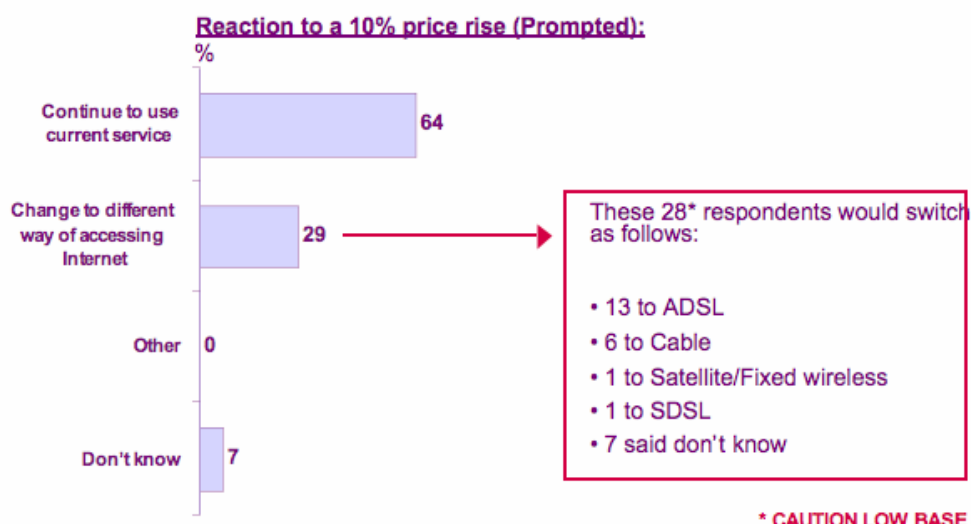 Reaction to a 10% price rise (Prompted):
%
Continue to use
current service
64
Change to different
way of accessing
Internet
29
These 28* respondents would switch
as follows:
• 13 to ADSL
• 6 to Cable
• 1 to Satellite/Fixed wireless
• 1 to SDSL
• 7 said don't know
Other
0
Don't know
7
* CAUTION LOW BASE